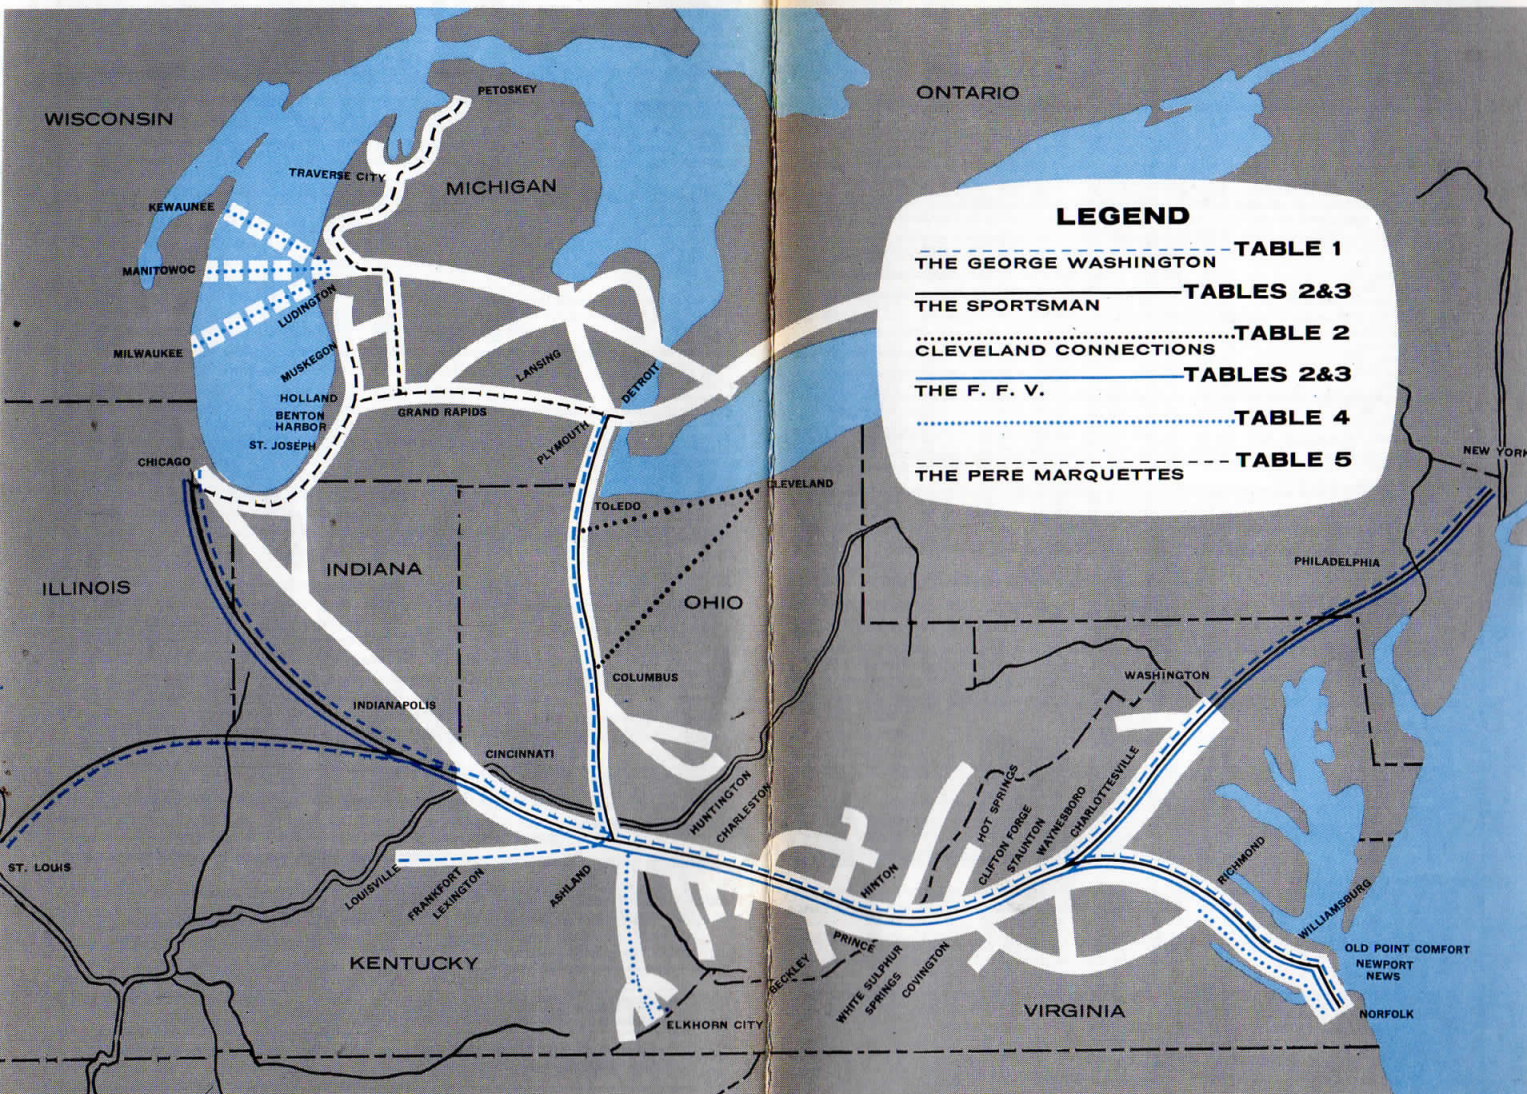 WISCONSIN
PETOSKEY
ONTARIO
TRAVERSE CITY
MICHIGAN
KEWAUNEE
MANITOWOC
LUDINGTON
MILWAUKEE
MUSKEGON
LANSING
DETROIT
HOLLAND
GRAND RAPIDS
BENTON
HARBOR
ST. JOSEPH
PLYMOUTH
CHICAGO
LEGEND
TABLE 1
THE GEORGE WASHINGTON
TABLES 2&3
THE SPORTSMAN
TABLE 2
CLEVELAND CONNECTIONS
TABLES 2&3
THE F. F. V.
TABLE 4
TABLE 5
THE PERE MARQUETTES
NEW YORK
CLEVELAND
TOLEDO
PHILADELPHIA
INDIANA
ILLINOIS
OHIO
COLUMBUS
WASHINGTON
INDIANAPOLIS
CINCINNATI
HUNTINGTON
CHARLESTON
HOT SPRINGS
CLIFTON FORGE
STAUNTON
WAYNESBORO
CHARLOTTESVILLE
ST. LOUIS
LOUISVILLE
FRANKFORT
LEXINGTON
ASHLAND
HINTON
RICHMOND
WILLIAMSBURG
PRINCE
BECKLEY
WHITE SULPHUR
SPRINGS
COVINGTON
OLD POINT COMFORT
NEWPORT
NEWS
KENTUCKY
VIRGINIA
NORFOLK
ELKHORN CITY